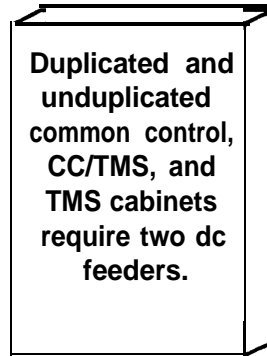 Duplicated and
unduplicated
common control,
CC/TMS, and
TMS cabinets
require two dc
feeders.